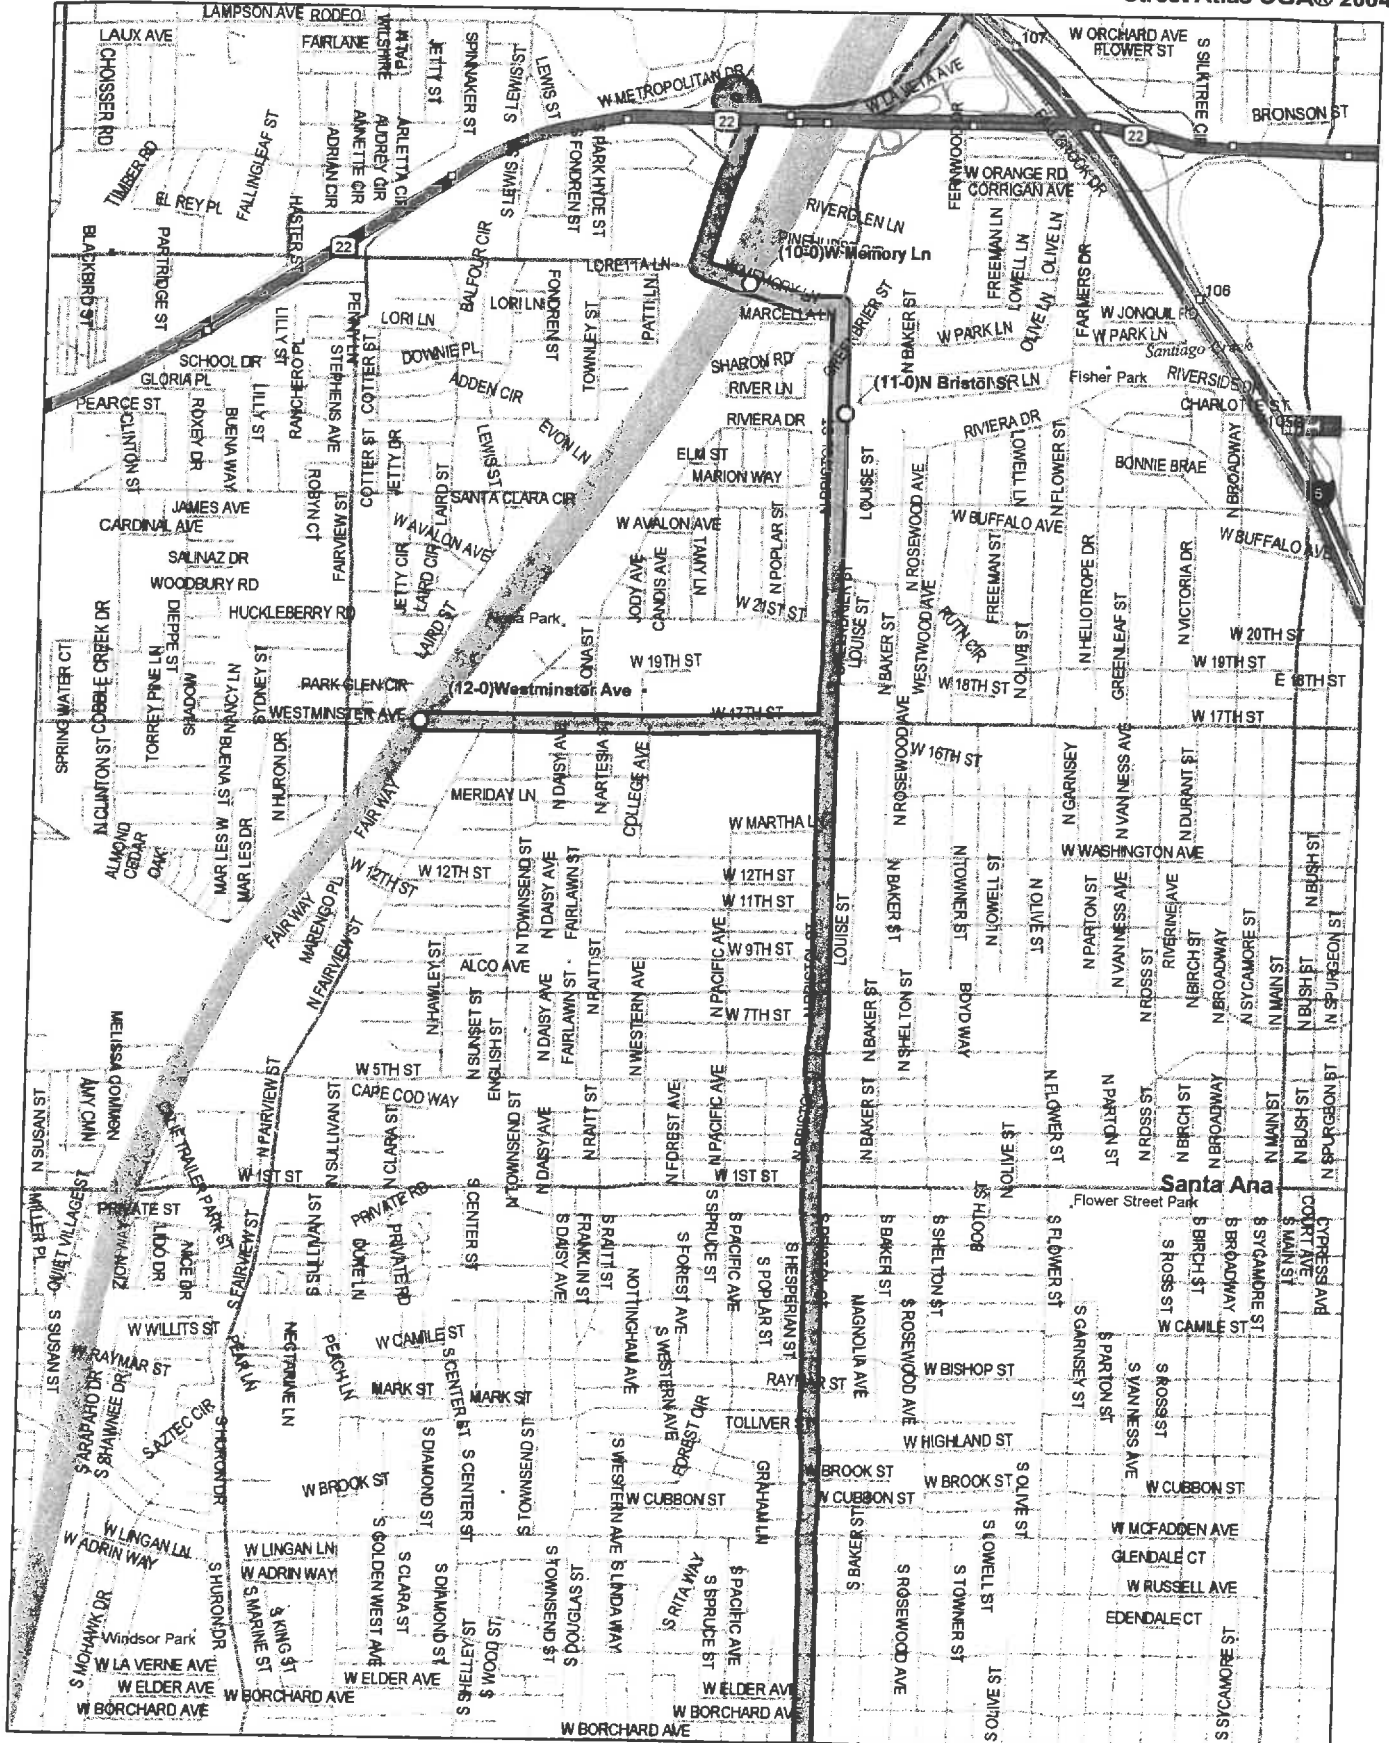 Street Atlas USA® 2004
LAMPSON AVE
RODEO
LAUX AVE
FAIRLANE
WILSHIRE
PALM
JETTY ST
SPINNAKER ST
S LEWIS ST
LEWIS ST
CHOISSER RD
W METROPOLITAN DR
W LA VETA AVE
107
W ORCHARD AVE
FLOWER ST
S SILKTREE CIR
BRONSON ST
22
22
TIMBER RD
FALLINGLEAF ST
ADRIAN CIR
ANNETTE CIR
AUDREY CIR
ARLETTA CIR
S LEWIS ST
S FONDREN ST
PARK HYDE ST
W ORANGE RD
CORRIGAN AVE
EL REY PL
HASTER ST
22
RIVERGLEN LN
(10-0)W Memory Ln
BLACKBIRD ST
PARTRIDGE ST
BALFOUR CIR
LORETTA LN
W MEMORY LN
FREEMAN LN
LOWELL LN
OLIVE LN
OLIVE LN
FARMERS DR
106
LORI LN
LORI LN
FONDREN ST
TOWNLEY ST
PATTI LN
MARCELLA LN
N BAKER ST
W PARK LN
W JONQUIL RD
W PARK LN
Santiago Creek
LILLY ST
PENNY LN
SCHOOL DR
GLORIA PL
RANCHERO PL
STEPHENS AVE
COTTER ST
DOWNIE PL
ADDEN CIR
SHARON RD
RIVER LN
(11-0)N Bristol St
Fisher Park
RIVERSIDE DR
CHARLOTTE ST
PEARCE ST
CLINTON ST
ROXEY DR
BUENA WAY
LILLY ST
COTTER ST
JETTY DR
LEWIS ST
EVON LN
RIVIERA DR
RIVIERA DR
ELM ST
MARION WAY
LOUISE ST
LOWELL LN
N FLOWER ST
BONNIE BRAE
N BROADWAY
5
ROBYN CT
LAIRD ST
SANTA CLARA CIR
JAMES AVE
CARDINAL AVE
FAIRVIEW ST
W AVALON AVE
W AVALON AVE
TAMY LN
N POPLAR ST
N ROSEWOOD AVE
W BUFFALO AVE
W BUFFALO AVE
SALINAZ DR
WOODBURY RD
HUCKLEBERRY RD
JETTY CIR
LAIRD CIR
LAIRD ST
JODY AVE
CANDIS AVE
W 21ST ST
LOUISE ST
FREEMAN ST
N HELIOTROPE DR
GREENLEAF ST
N VICTORIA DR
W 20TH ST
SPRING WATER CT
COBBLE CREEK DR
TORREY PINE LN
DIEPPE ST
SHADOW
NANCY LN
SYDNEY ST
ONA ST
W 19TH ST
N BAKER ST
WESTWOOD AVE
RUTH CIR
W 18TH ST
N OLIVE ST
W 19TH ST
E 18TH ST
PARK GLEN CIR
(12-0)Westminster Ave
WESTMINSTER AVE
W 17TH ST
W 17TH ST
N CLINTON ST
N BUENA ST
N HURON DR
FAIR WAY
MERIDAY LN
N DAISY AVE
N ARTESIA
COLLEGE AVE
N ROSEWOOD AVE
W 16TH ST
N GARNSEY
N VAN NESS AVE
N DURANT ST
ALMOND
CEDAR
OAK
MAR LES W
MAR LES DR
W MARTHA LN
W WASHINGTON AVE
W 12TH ST
W 12TH ST
W 12TH ST
W 11TH ST
FAIR WAY
MARENGO PL
N FAIRVIEW ST
N TOWNSEND ST
N DAISY AVE
FAIRLAWN ST
N BAKER ST
N TOWNER ST
N LOWELL ST
N OLIVE ST
N PARTON ST
N VAN NESS AVE
RIVERINE AVE
N BUSH ST
LOUISE ST
W 9TH ST
ALCO AVE
N HAWLEY ST
N SUNSET ST
ENGLISH ST
N DAISY AVE
FAIRLAWN ST
N RAITT ST
N WESTERN AVE
N PACIFIC AVE
W 7TH ST
N BAKER ST
N SHELTON ST
BOYD WAY
N ROSS ST
N BIRCH ST
N BROADWAY
N SYCAMORE ST
N MAIN ST
N BUSH ST
N SPURGEON ST
MELISSA COMMON
AMY CMN
N SUSAN ST
W 5TH ST
CAPE COD WAY
N FAIRVIEW ST
N SULLIVAN ST
N CLARA ST
N TOWNSEND ST
N DAISY AVE
N RAITT ST
N FOREST AVE
N PACIFIC AVE
N BAKER ST
N OLIVE ST
N FLOWER ST
N PARTON ST
N ROSS ST
N BIRCH ST
N BROADWAY
N MAIN ST
N BUSH ST
N SPURGEON ST
W 1ST ST
W 1ST ST
Santa Ana
Flower Street Park
MILLER PL
QUIET VILLAGE ST
PRIVATE ST
TRAILER PARK ST
LIDO DR
ALICE DR
S FAIRVIEW ST
S SULLIVAN ST
PRIVATE RD
DUKE LN
PRIVATE RD
S CENTER ST
S DAISY AVE
FRANKLIN ST
S RAITT ST
NOTTINGHAM AVE
S FOREST AVE
S SPRUCE ST
S PACIFIC AVE
S POPLAR ST
S HESPERIAN ST
S BAKER ST
S SHELTON ST
BOOTH ST
S FLOWER ST
S ROSS ST
S BIRCH ST
S BROADWAY
S SYCAMORE ST
S MAIN ST
COURT AVE
CYPRESS AVE
S SUSAN ST
W WILLITS ST
W RAYMAR ST
PEAR LN
NECTARINE LN
PEACH LN
W CAMILE ST
MARK ST
S CENTER ST
MARK ST
S WESTERN AVE
MAGNOLIA AVE
S ROSEWOOD AVE
W BISHOP ST
S GARNSEY ST
S PARTON ST
W CAMILE ST
S VAN NESS AVE
S ROSS ST
S ARAPAHO DR
S SHAWNEE DR
S AZTEC CIR
S HURON DR
FOREST CIR
TOLLIVER ST
W HIGHLAND ST
S DIAMOND ST
S CENTER ST
S TOWNSEND ST
S WESTERN AVE
GRAHAM LN
W BROOK ST
W BROOK ST
W BROOK ST
W CUBBON ST
W CUBBON ST
W CUBBON ST
S OLIVE ST
W LINGAN LN
W ADRIN WAY
W LINGAN LN
W ADRIN WAY
S GOLDEN WEST AVE
S CLARA ST
S DIAMOND ST
S TOWNSEND ST
S DOUGLAS ST
S LINDA WAY
S RITA WAY
S SPRUCE ST
S PACIFIC AVE
S BAKER ST
S ROSEWOOD AVE
S TOWNER ST
S LOWELL ST
W MCFADDEN AVE
GLENDALE CT
W RUSSELL AVE
EDENDALE CT
S MOHAWK DR
S HURON DR
S MARINE ST
S KING ST
Windsor Park
W LA VERNE AVE
W ELDER AVE
W BORCHARD AVE
W BORCHARD AVE
W ELDER AVE
S SHELLEY ST
S WOOD ST
W ELDER AVE
W BORCHARD AVE
W BORCHARD AVE
S OLIVE ST
S SYCAMORE ST